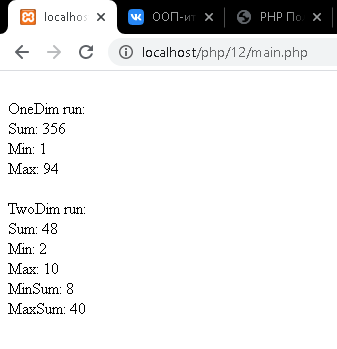 localhos
ООП-ит
PHP По
localhost/php/12/main.php
OneDim run:
Sum: 356
Min: 1
Max: 94
TwoDim run:
Sum: 48
Min: 2
Max: 10
MinSum: 8
MaxSum: 40